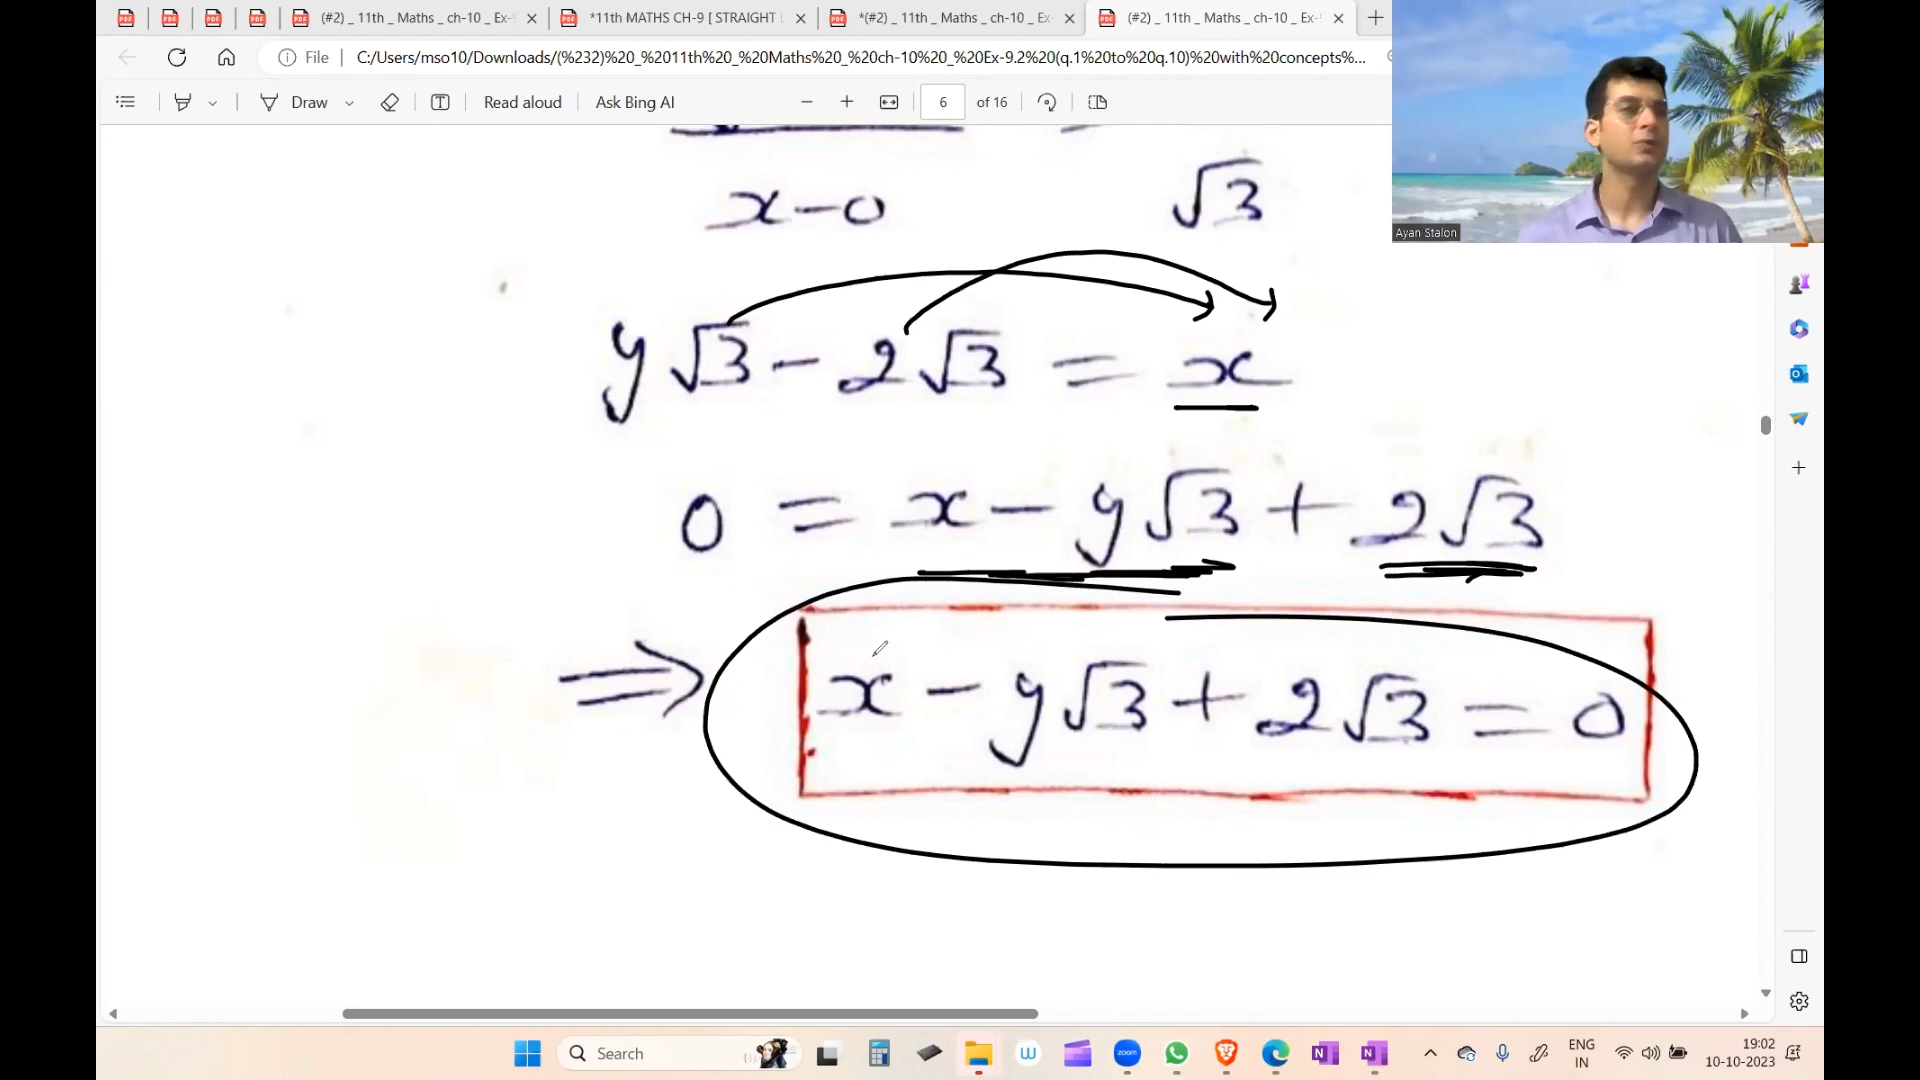 (#2) _ 11th _ Maths _ ch-10 _ Ex-9
*11th MATHS CH-9 [ STRAIGHT L
*(#2) _ 11th _ Maths _ ch-10 _ Ex-
(#2) _ 11th _ Maths _ ch-10 _ Ex-9
File
C:/Users/mso10/Downloads/(%232)%20_%2011th%20_%20Maths%20_%20ch-10%20_%20Ex-9.2%20(q.1%20to%20q.10)%20with%20concepts%...
Draw
Read aloud
Ask Bing AI
6 of 16
Ayan Stalon
x-0 √3
y√3 - 2√3 = x
0 = x - y√3 + 2√3
⇒ x - y√3 + 2√3 = 0
Search
zoom
ENG
IN
19:02
10-10-2023